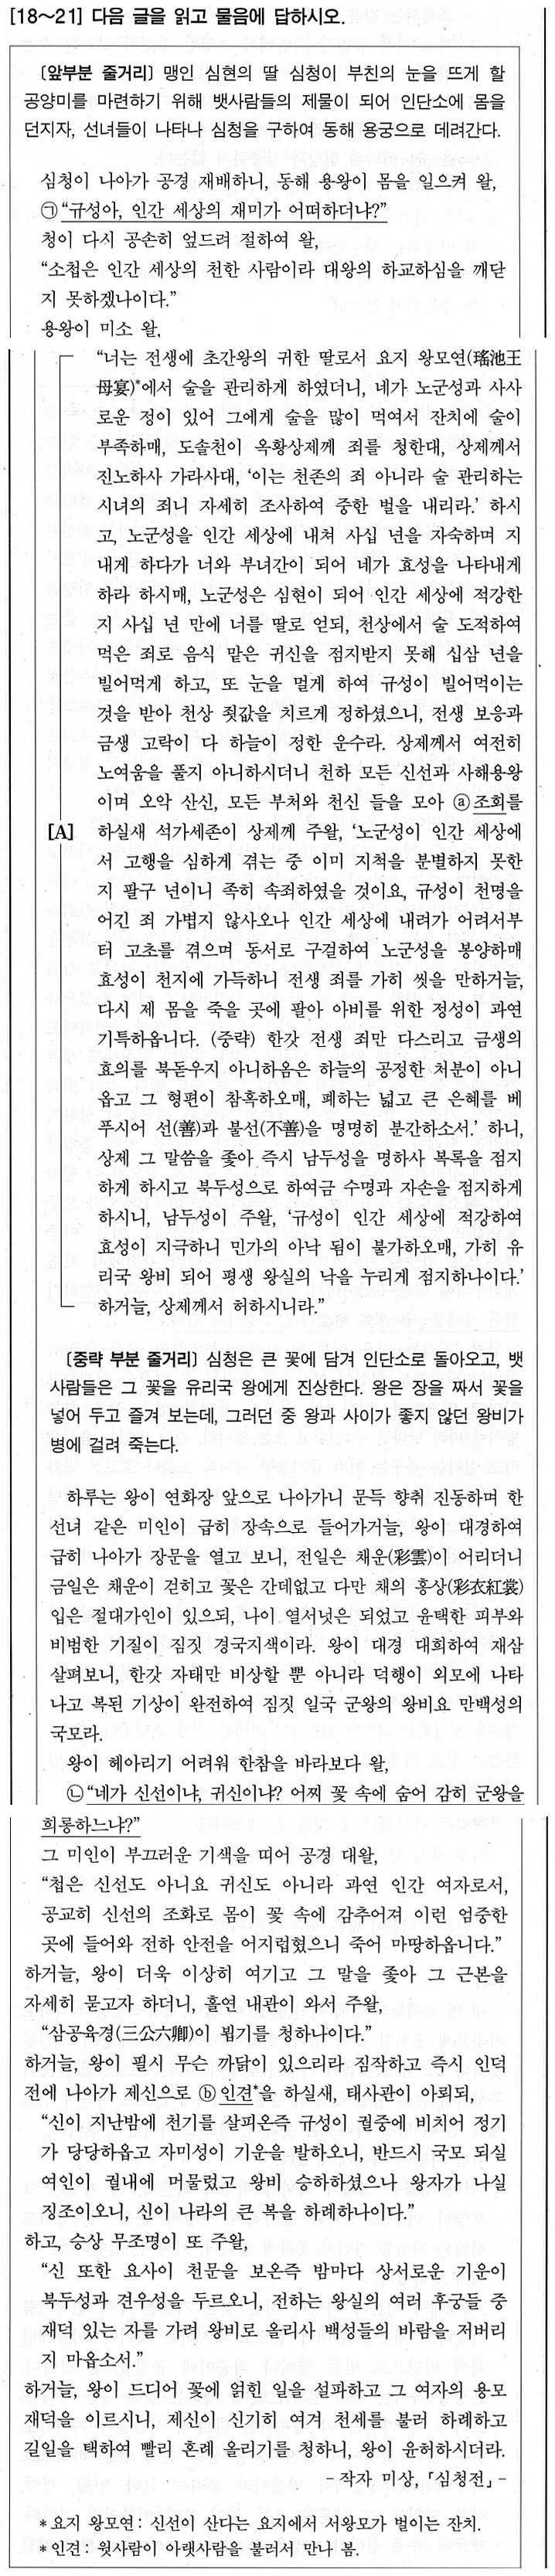 [18~21] 다음 글을 읽고 물음에 답하시오.
〔앞부분 줄거리〕 맹인 심현의 딸 심청이 부친의 눈을 뜨게 할
공양미를 마련하기 위해 뱃사람들의 제물이 되어 인단소에 몸을
던지자, 선녀들이 나타나 심청을 구하여 동해 용궁으로 데려간다.
심청이 나아가 공경 재배하니, 동해 용왕이 몸을 일으켜 왈,
㉠ “규성아, 인간 세상의 재미가 어떠하더냐?”
청이 다시 공손히 엎드려 절하여 왈,
“소첩은 인간 세상의 천한 사람이라 대왕의 하교하심을 깨닫
지 못하겠나이다.”
용왕이 미소 왈,
“너는 전생에 초간왕의 귀한 딸로서 요지 왕모연(瑤池王
母宴)*에서 술을 관리하게 하였더니, 네가 노군성과 사사
로운 정이 있어 그에게 술을 많이 먹여서 잔치에 술이
부족하매, 도솔천이 옥황상제께 죄를 청한대, 상제께서
진노하사 가라사대, ‘이는 천존의 죄 아니라 술 관리하는
시녀의 죄니 자세히 조사하여 중한 벌을 내리라.’ 하시
고, 노군성을 인간 세상에 내쳐 사십 년을 자숙하며 지
내게 하다가 너와 부녀간이 되어 네가 효성을 나타내게
하라 하시매, 노군성은 심현이 되어 인간 세상에 적강한
지 사십 년 만에 너를 딸로 얻되, 천상에서 술 도적하여
먹은 죄로 음식 맡은 귀신을 점지받지 못해 십삼 년을
빌어먹게 하고, 또 눈을 멀게 하여 규성이 빌어먹이는
것을 받아 천상 죗값을 치르게 정하셨으니, 전생 보응과
금생 고락이 다 하늘이 정한 운수라. 상제께서 여전히
노여움을 풀지 아니하시더니 천하 모든 신선과 사해용왕
이며 오악 산신, 모든 부처와 천신 들을 모아 ⓐ 조회를
[A] 하실새 석가세존이 상제께 주왈, ‘노군성이 인간 세상에
서 고행을 심하게 겪는 중 이미 지척을 분별하지 못한
지 팔구 년이니 족히 속죄하였을 것이요, 규성이 천명을
어긴 죄 가볍지 않사오나 인간 세상에 내려가 어려서부
터 고초를 겪으며 동서로 구걸하여 노군성을 봉양하매
효성이 천지에 가득하니 전생 죄를 가히 씻을 만하거늘,
다시 제 몸을 죽을 곳에 팔아 아비를 위한 정성이 과연
기특하옵니다. (중략) 한갓 전생 죄만 다스리고 금생의
효의를 북돋우지 아니하옴은 하늘의 공정한 처분이 아니
옵고 그 형편이 참혹하오매, 폐하는 넓고 큰 은혜를 베
푸시어 선(善)과 불선(不善)을 명명히 분간하소서.’ 하니,
상제 그 말씀을 좇아 즉시 남두성을 명하사 복록을 점지
하게 하시고 북두성으로 하여금 수명과 자손을 점지하게
하시니, 남두성이 주왈, ‘규성이 인간 세상에 적강하여
효성이 지극하니 민가의 아낙 됨이 불가하오매, 가히 유
리국 왕비 되어 평생 왕실의 낙을 누리게 점지하나이다.’
하거늘, 상제께서 허하시니라.”
〔중략 부분 줄거리〕 심청은 큰 꽃에 담겨 인단소로 돌아오고, 뱃
사람들은 그 꽃을 유리국 왕에게 진상한다. 왕은 장을 짜서 꽃을
넣어 두고 즐겨 보는데, 그러던 중 왕과 사이가 좋지 않던 왕비가
병에 걸려 죽는다.
하루는 왕이 연화장 앞으로 나아가니 문득 향취 진동하며 한
선녀 같은 미인이 급히 장속으로 들어가거늘, 왕이 대경하여
급히 나아가 장문을 열고 보니, 전일은 채운(彩雲)이 어리더니
금일은 채운이 걷히고 꽃은 간데없고 다만 채의 홍상(彩衣紅裳)
입은 절대가인이 있으되, 나이 열서넛은 되었고 윤택한 피부와
비범한 기질이 짐짓 경국지색이라. 왕이 대경 대희하여 재삼
살펴보니, 한갓 자태만 비상할 뿐 아니라 덕행이 외모에 나타
나고 복된 기상이 완전하여 짐짓 일국 군왕의 왕비요 만백성의
국모라.
왕이 헤아리기 어려워 한참을 바라보다 왈,
㉡ “네가 신선이냐, 귀신이냐? 어찌 꽃 속에 숨어 감히 군왕을
희롱하느냐?”
그 미인이 부끄러운 기색을 띠어 공경 대왈,
“첩은 신선도 아니요 귀신도 아니라 과연 인간 여자로서,
공교히 신선의 조화로 몸이 꽃 속에 감추어져 이런 엄중한
곳에 들어와 전하 안전을 어지럽혔으니 죽어 마땅하옵니다.”
하거늘, 왕이 더욱 이상히 여기고 그 말을 좇아 그 근본을
자세히 묻고자 하더니, 홀연 내관이 와서 주왈,
“삼공육경(三公六卿)이 뵙기를 청하나이다.”
하거늘, 왕이 필시 무슨 까닭이 있으리라 짐작하고 즉시 인덕
전에 나아가 제신으로 ⓑ 인견*을 하실새, 태사관이 아뢰되,
“신이 지난밤에 천기를 살피온즉 규성이 궐중에 비치어 정기
가 당당하옵고 자미성이 기운을 발하오니, 반드시 국모 되실
여인이 궐내에 머물렀고 왕비 승하하셨으나 왕자가 나실
징조이오니, 신이 나라의 큰 복을 하례하나이다.”
하고, 승상 무조명이 또 주왈,
“신 또한 요사이 천문을 보온즉 밤마다 상서로운 기운이
북두성과 견우성을 두르오니, 전하는 왕실의 여러 후궁들 중
재덕 있는 자를 가려 왕비로 올리사 백성들의 바람을 저버리
지 마옵소서.”
하거늘, 왕이 드디어 꽃에 얽힌 일을 설파하고 그 여자의 용모
재덕을 이르시니, 제신이 신기히 여겨 천세를 불러 하례하고
길일을 택하여 빨리 혼례 올리기를 청하니, 왕이 윤허하시더라.
- 작자 미상, 「심청전」 -
* 요지 왕모연 : 신선이 산다는 요지에서 서왕모가 벌이는 잔치.
* 인견 : 윗사람이 아랫사람을 불러서 만나 봄.